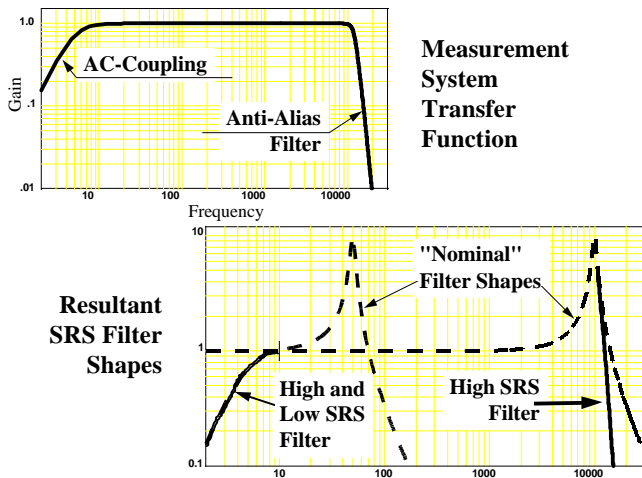 1.0
AC-Coupling
Gain
.1
Anti-Alias
Filter
.01
10
100
1000
10000
Frequency
Measurement
System
Transfer
Function
10
"Nominal"
Filter Shapes
Resultant
SRS Filter
Shapes
1
High and
Low SRS
Filter
High SRS
Filter
0.1
10
100
1000
10000